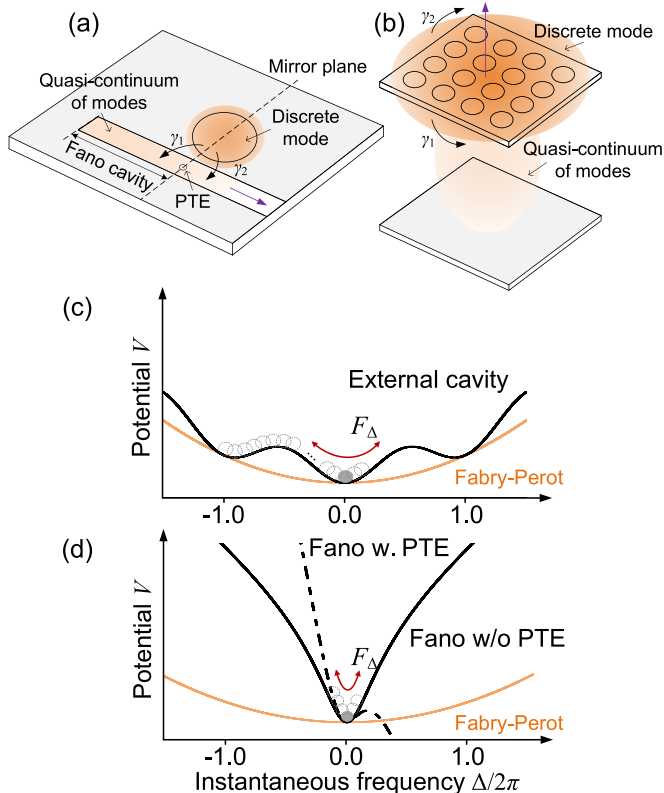 (a)
Quasi-continuum
of modes
Mirror plane
Discrete
mode
γ1
γ2
Fano cavity
PTE
(b)
γ2
Discrete mode
γ1
Quasi-continuum
of modes
(c)
Potential V
External cavity
FΔ
...
Fabry-Perot
-1.0
0.0
1.0
(d)
Fano w. PTE
Potential V
Fano w/o PTE
FΔ
Fabry-Perot
-1.0
0.0
1.0
Instantaneous frequency Δ/2π